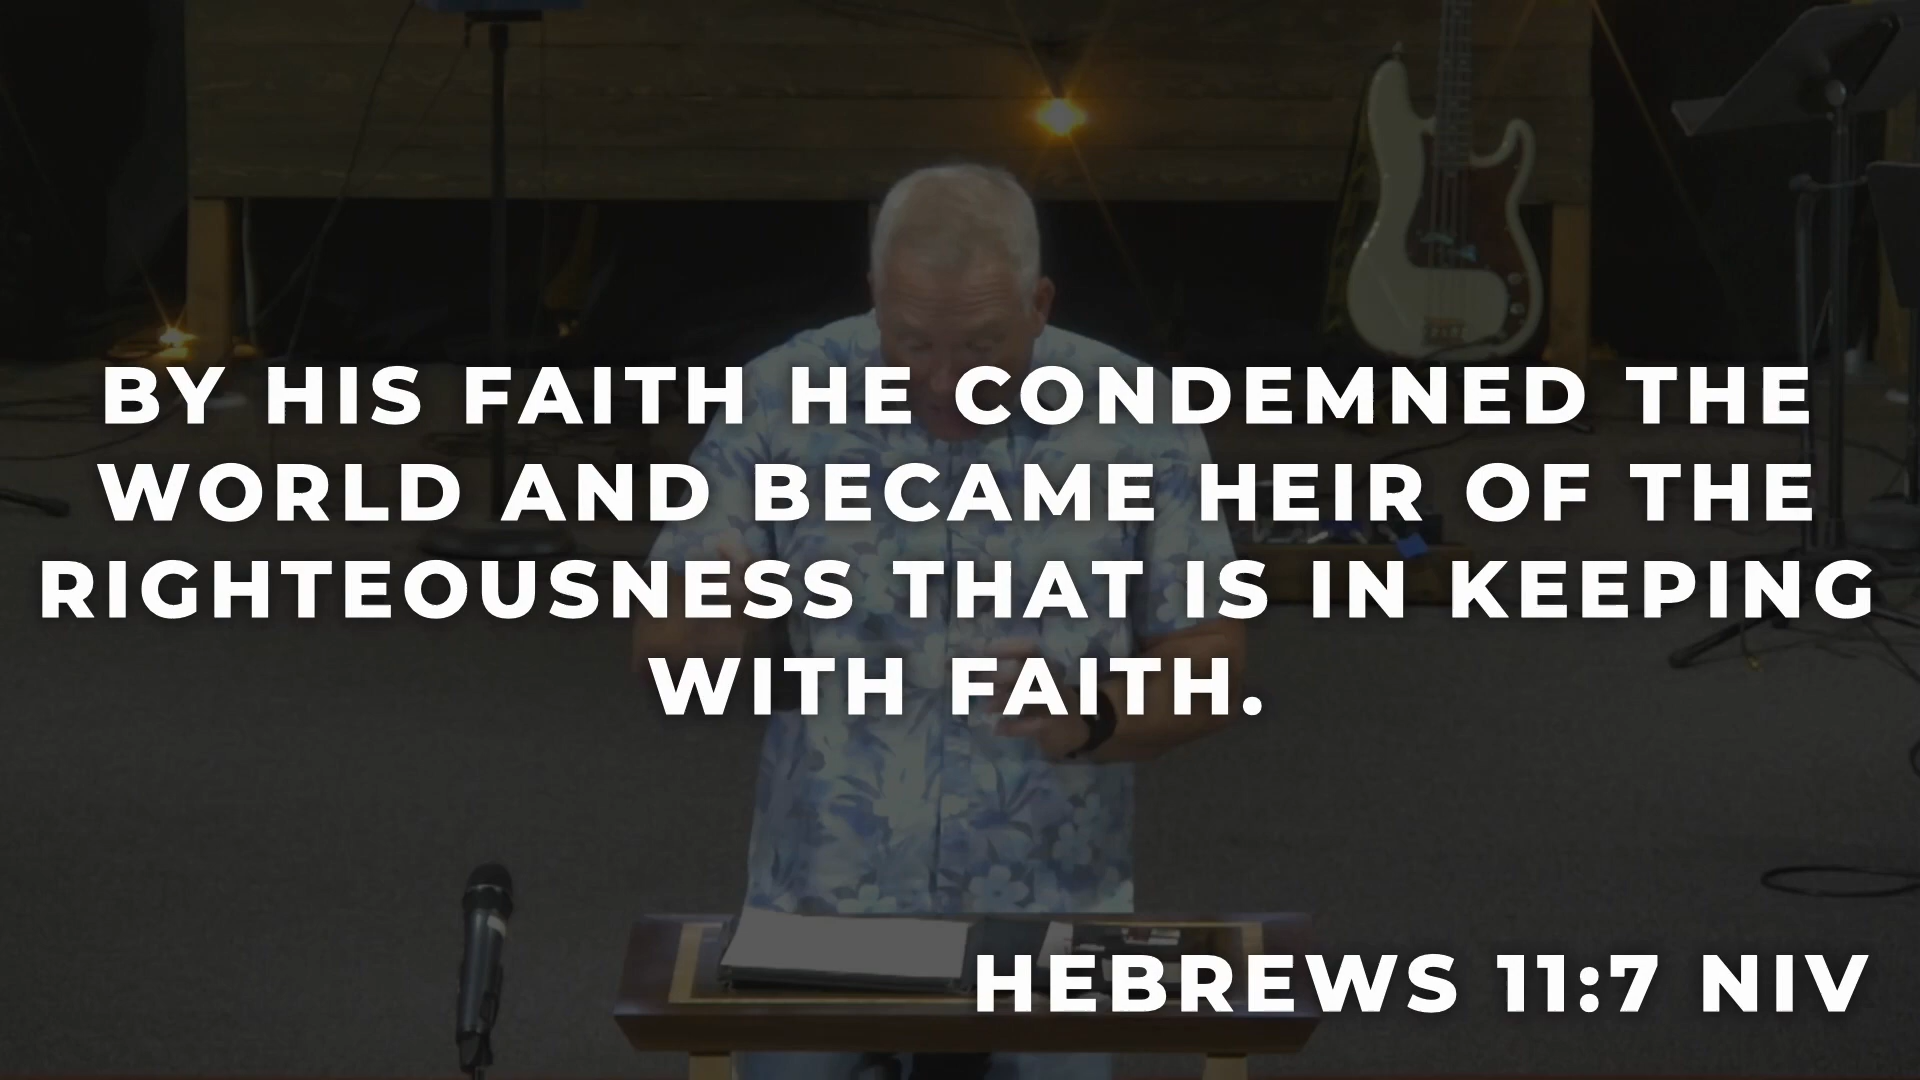 BY HIS FAITH HE CONDEMNED THE
WORLD AND BECAME HEIR OF THE
RIGHTEOUSNESS THAT IS IN KEEPING
WITH FAITH.
HEBREWS 11:7 NIV